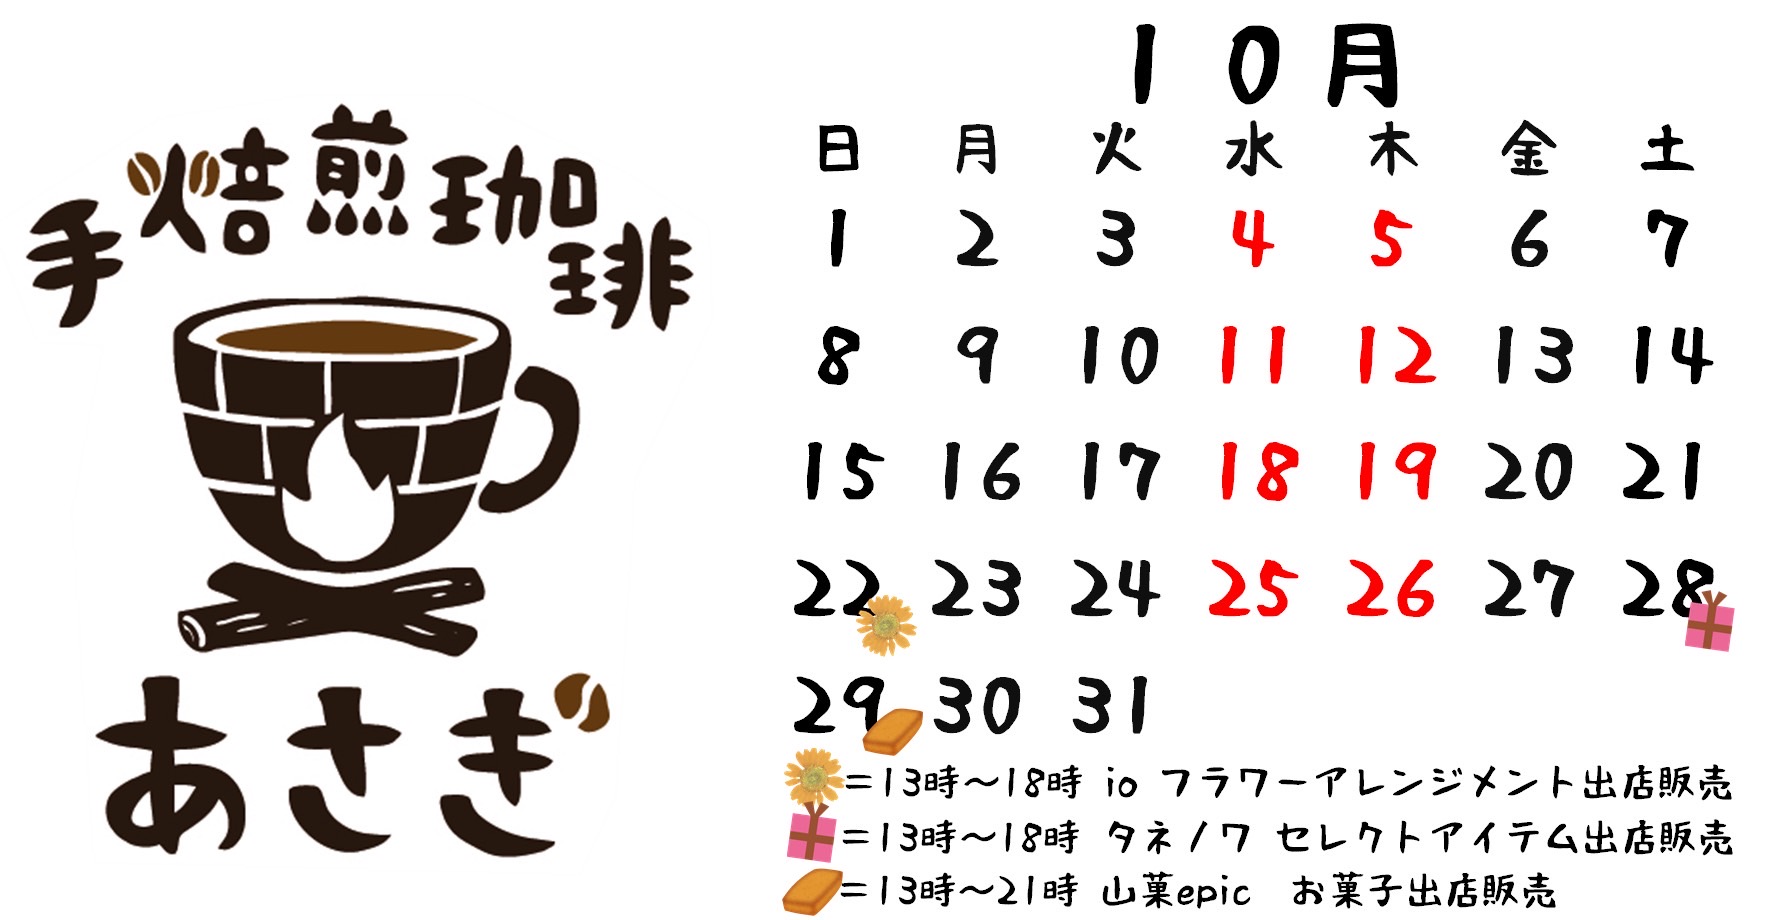 手焙煎珈琲
あさぎ
10月
日 月 火 水 木 金 土
1 2 3 4 5 6 7
8 9 10 11 12 13 14
15 16 17 18 19 20 21
22 23 24 25 26 27 28
29 30 31
=13時～18時 io フラワーアレンジメント出店販売
=13時～18時 タネノワ セレクトアイテム出店販売
=13時～21時 山菓epic お菓子出店販売